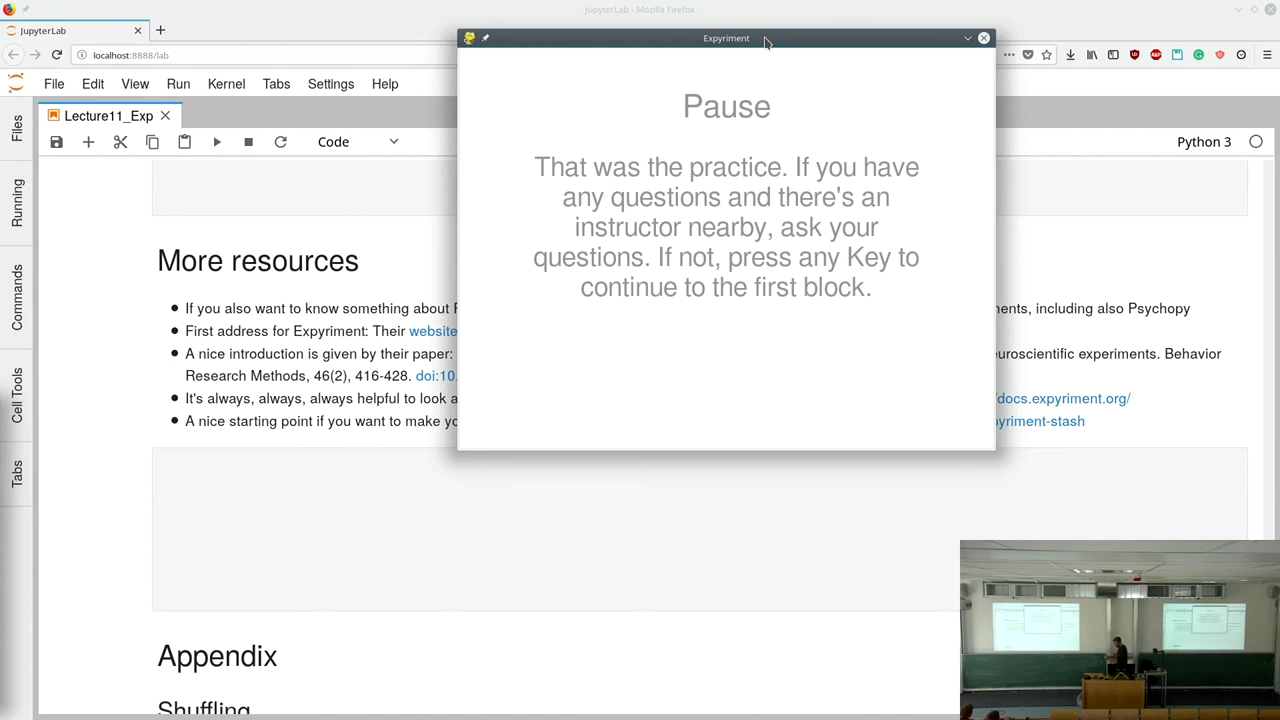 JupyterLab - Mozilla Firefox
JupyterLab
localhost:8888/lab
File Edit View Run Kernel Tabs Settings Help
Lecture11_Exp
Code
Python 3
Files
Running
Commands
Cell Tools
Tabs
Expyriment
Pause
That was the practice. If you have
any questions and there's an
instructor nearby, ask your
questions. If not, press any Key to
continue to the first block.
More resources
If you also want to know something about ments, including also Psychopy
First address for Expyriment: Their website
A nice introduction is given by their paper: euroscientific experiments. Behavior
Research Methods, 46(2), 416-428. doi:10.
It's always, always, always helpful to look a /docs.expyriment.org/
A nice starting point if you want to make yo pyriment-stash
Appendix
Shuffling